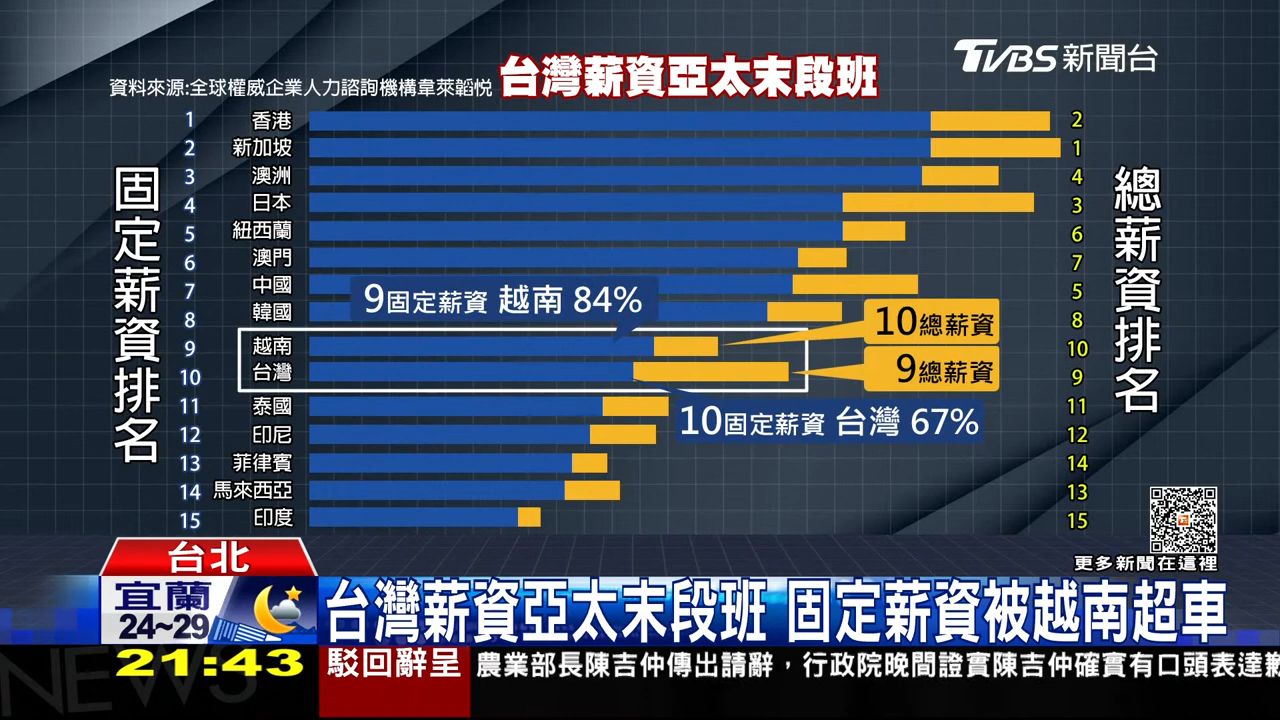 TVBS新聞台
台灣薪資亞太末段班
資料來源:全球權威企業人力諮詢機構韋萊韜悅
固定薪資排名
總薪資排名
1 香港 2
2 新加坡 1
3 澳洲 4
4 日本 3
5 紐西蘭 6
6 澳門 7
7 中國 5
8 韓國 8
9固定薪資 越南 84%
10總薪資
9 越南 10
10 台灣 9
9總薪資
10固定薪資 台灣 67%
11 泰國 11
12 印尼 12
13 菲律賓 14
14 馬來西亞 13
15 印度 15
更多新聞在這裡
台北
宜蘭
24~29
台灣薪資亞太末段班 固定薪資被越南超車
21:43
駁回辭呈
農業部長陳吉仲傳出請辭，行政院晚間證實陳吉仲確實有口頭表達
NEWS